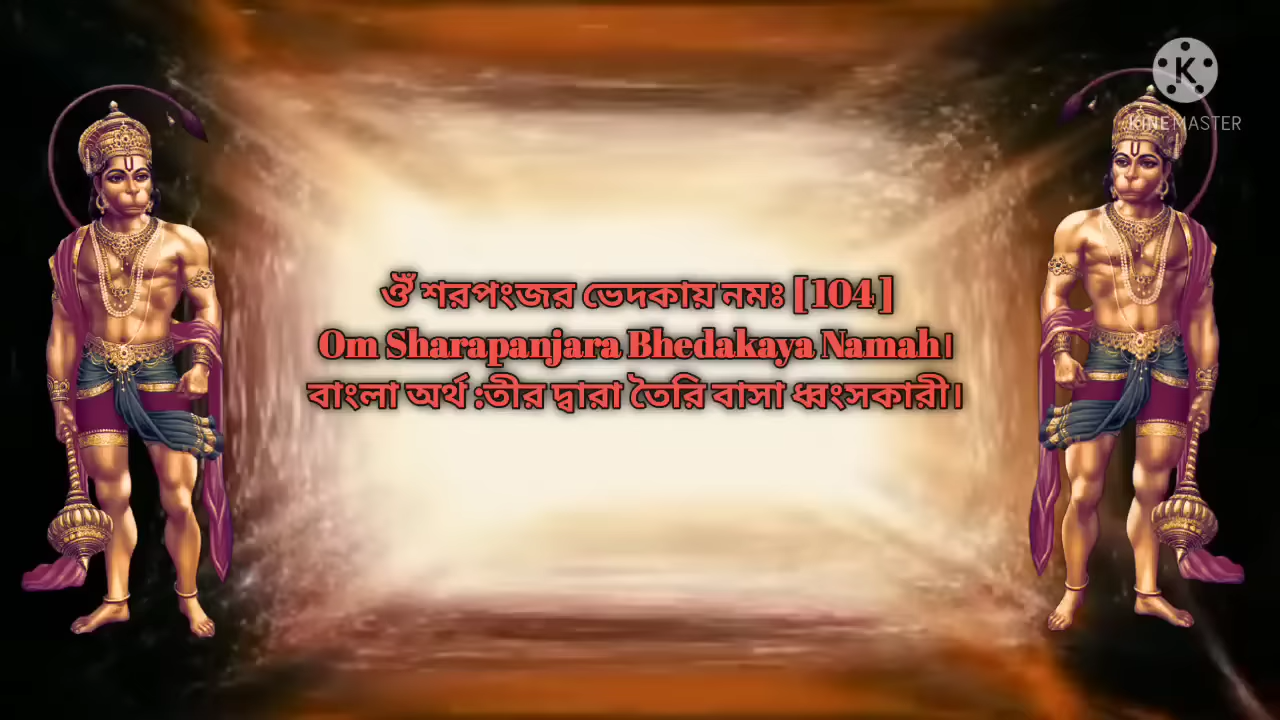 ওঁ শরপংজর ভেদকায় নমঃ [104]
Om Sharapanjara Bhedakaya Namah।
বাংলা অর্থ :তীর দ্বারা তৈরি বাসা ধ্বংসকারী।
K
KINEMASTER